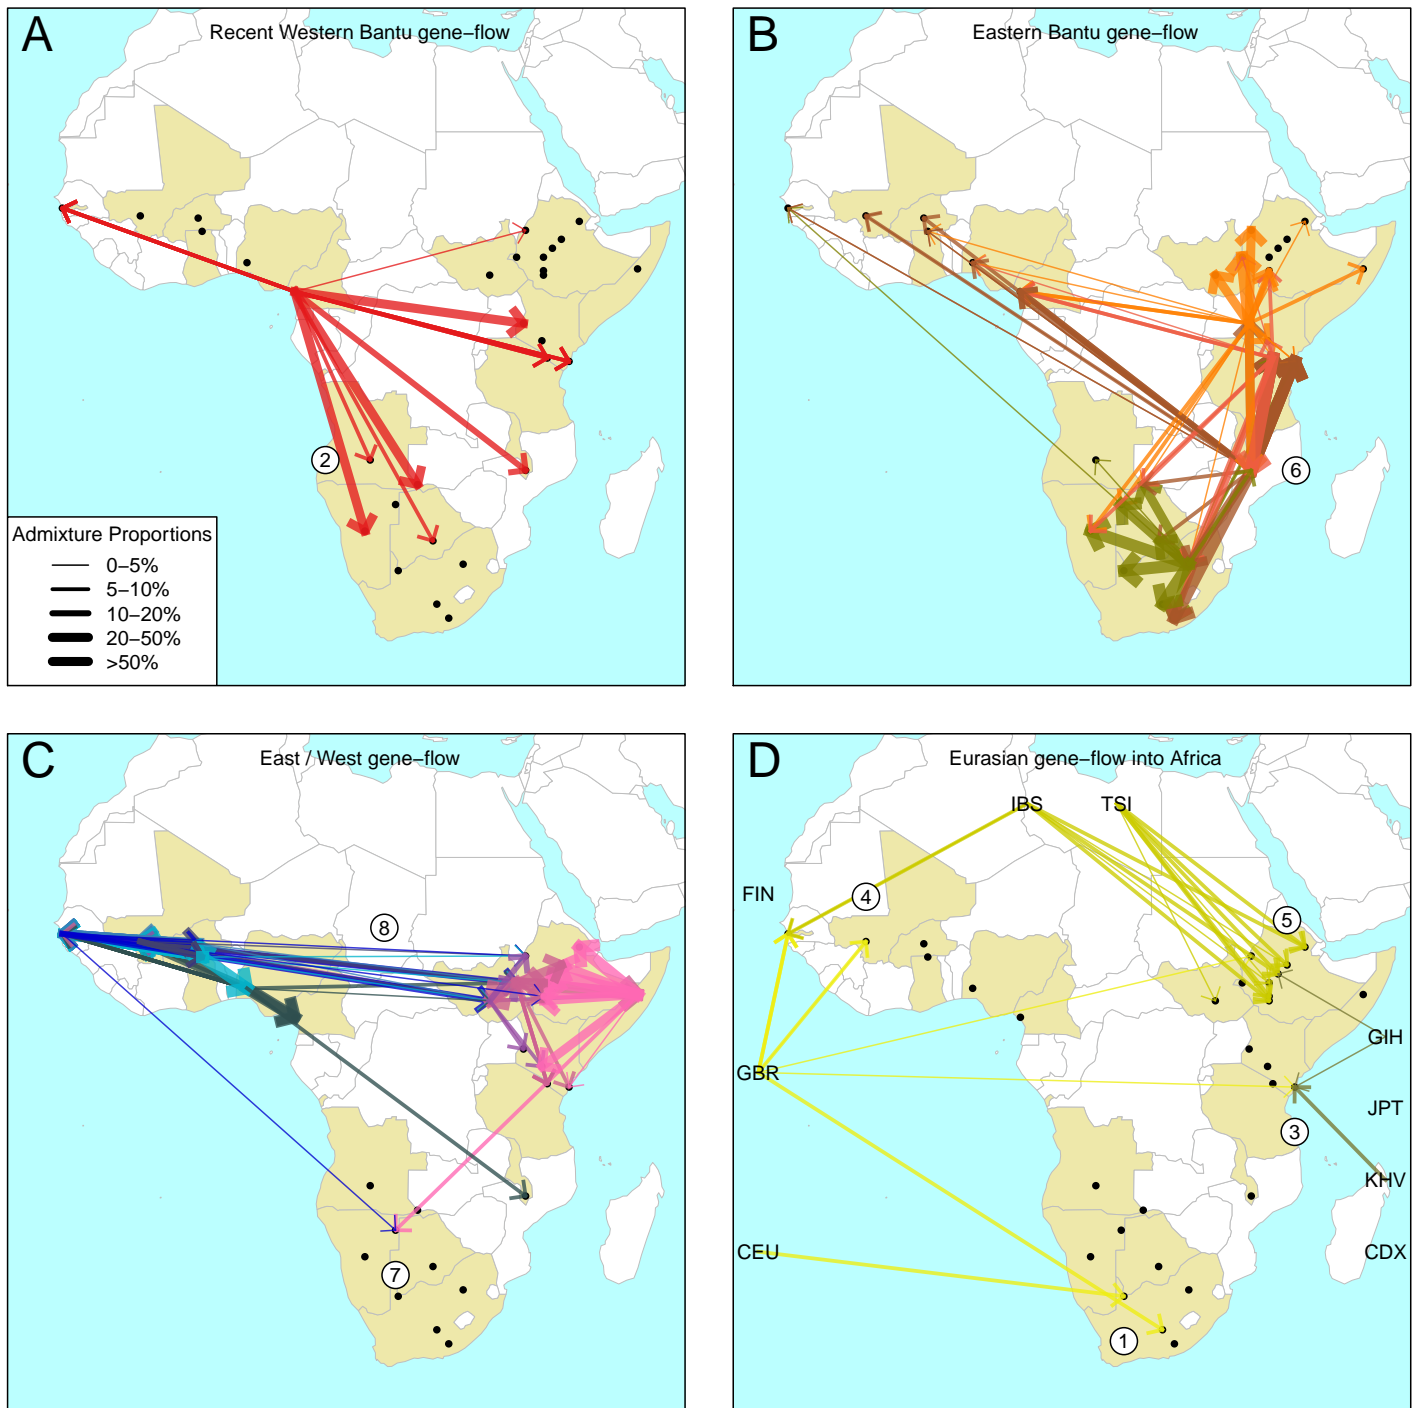 A
Recent Western Bantu gene−flow
2
Admixture Proportions
0−5%
5−10%
10−20%
20−50%
>50%
B
Eastern Bantu gene−flow
6
C
East / West gene−flow
8
7
D
Eurasian gene−flow into Africa
IBS
TSI
FIN
4
5
GIH
GBR
JPT
3
KHV
CEU
CDX
1